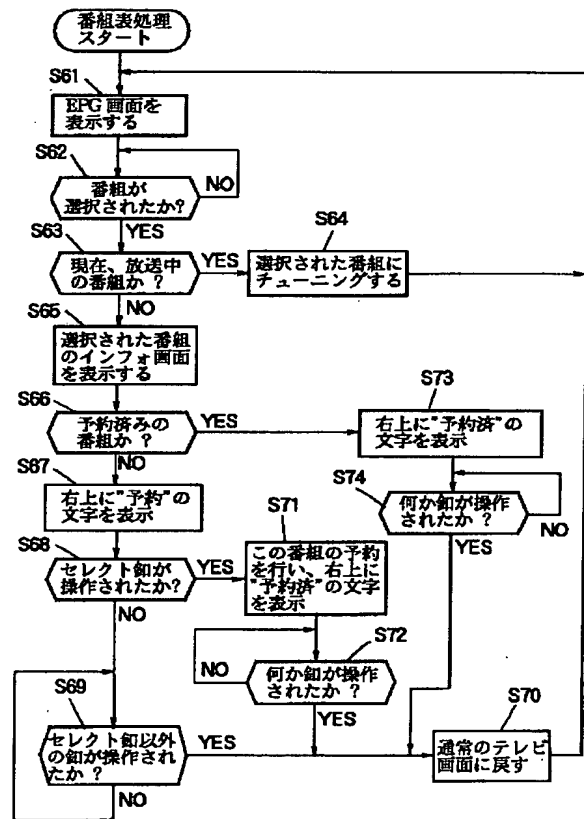 番組表処理
スタート
S61
EPG 画面を
表示する
S62
番組が
選択されたか?
NO
YES
S63
現在、放送中
の番組か ?
YES
NO
S64
選択された番組に
チューニングする
S65
選択された番組
のインフォ画面
を表示する
S66
予約済みの
番組か ?
YES
NO
S73
右上に"予約済"の
文字を表示
S67
右上に"予約"の
文字を表示
S74
何か釦が操作
されたか ?
NO
YES
S68
セレクト釦が
操作されたか?
YES
NO
S71
この番組の予約
を行い、右上に
"予約済"の文字
を表示
S72
何か釦が操作
されたか ?
NO
YES
S69
セレクト釦以外
の釦が操作され
たか ?
YES
NO
S70
通常のテレビ
画面に戻す